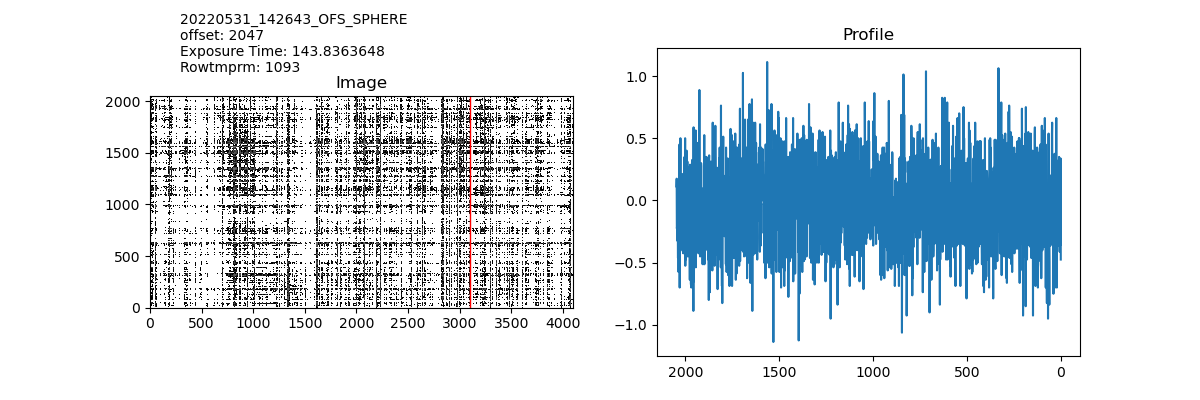 20220531_142643_OFS_SPHERE
offset: 2047
Exposure Time: 143.8363648
Rowtmprm: 1093
Image
2000
1500
1000
500
0
0 500 1000 1500 2000 2500 3000 3500 4000
Profile
1.0
0.5
0.0
−0.5
−1.0
2000 1500 1000 500 0